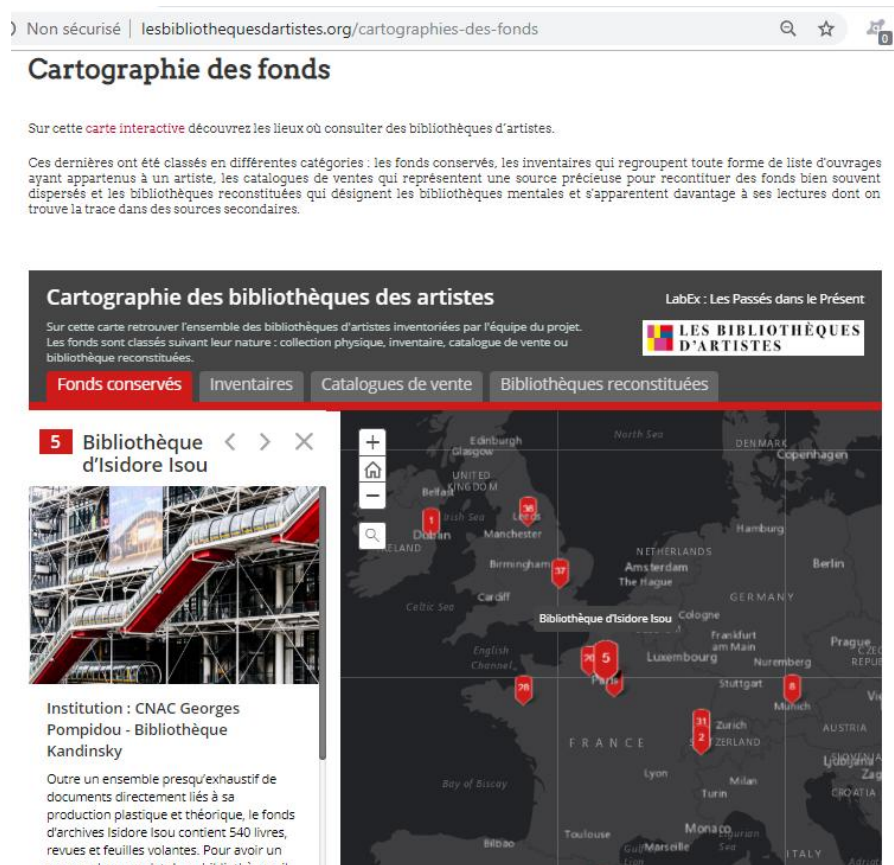 Non sécurisé | lesbibliothequesdartistes.org/cartographies-des-fonds
0
Cartographie des fonds
Sur cette carte interactive découvrez les lieux où consulter des bibliothèques d'artistes.
Ces dernières ont été classés en différentes catégories : les fonds conservés, les inventaires qui regroupent toute forme de liste d'ouvrages
ayant appartenus à un artiste, les catalogues de ventes qui représentent une source précieuse pour recontituer des fonds bien souvent
dispersés et les bibliothèques reconstituées qui désignent les bibliothèques mentales et s'apparentent davantage à ses lectures dont on
trouve la trace dans des sources secondaires.
Cartographie des bibliothèques des artistes
LabEx : Les Passés dans le Présent
Sur cette carte retrouver l'ensemble des bibliothèques d'artistes inventoriées par l'équipe du projet.
Les fonds sont classés suivant leur nature : collection physique, inventaire, catalogue de vente ou
bibliothèque reconstituées.
LES BIBLIOTHÈQUES
D'ARTISTES
Fonds conservés
Inventaires
Catalogues de vente
Bibliothèques reconstituées
5 Bibliothèque
d'Isidore Isou
Institution : CNAC Georges
Pompidou - Bibliothèque
Kandinsky
Outre un ensemble presqu'exhaustif de
documents directement liés à sa
production plastique et théorique, le fonds
d'archives Isidore Isou contient 540 livres,
revues et feuilles volantes. Pour avoir un
North Sea
Edinburgh
Glasgow
DENMARK
Copenhagen
UNITED
KINGDOM
Belfast
36
1
Irish Sea
Leeds
Dublin
Manchester
Hamburg
NETHERLANDS
Birmingham
37
Amsterdam
Berlin
The Hague
Cardiff
GERMANY
Celtic Sea
Bibliothèque d'Isidore Isou
Cologne
English
Channel
Frankfurt
am Main
Prague
5
Luxembourg
Nuremberg
Paris
28
Stuttgart
8
Munich
31
Zurich
2
AUSTRIA
FRANCE
Lyon
Milan
Turin
Bay of Biscay
Monaco
Toulouse
Marseille
Bilbao
ITALY